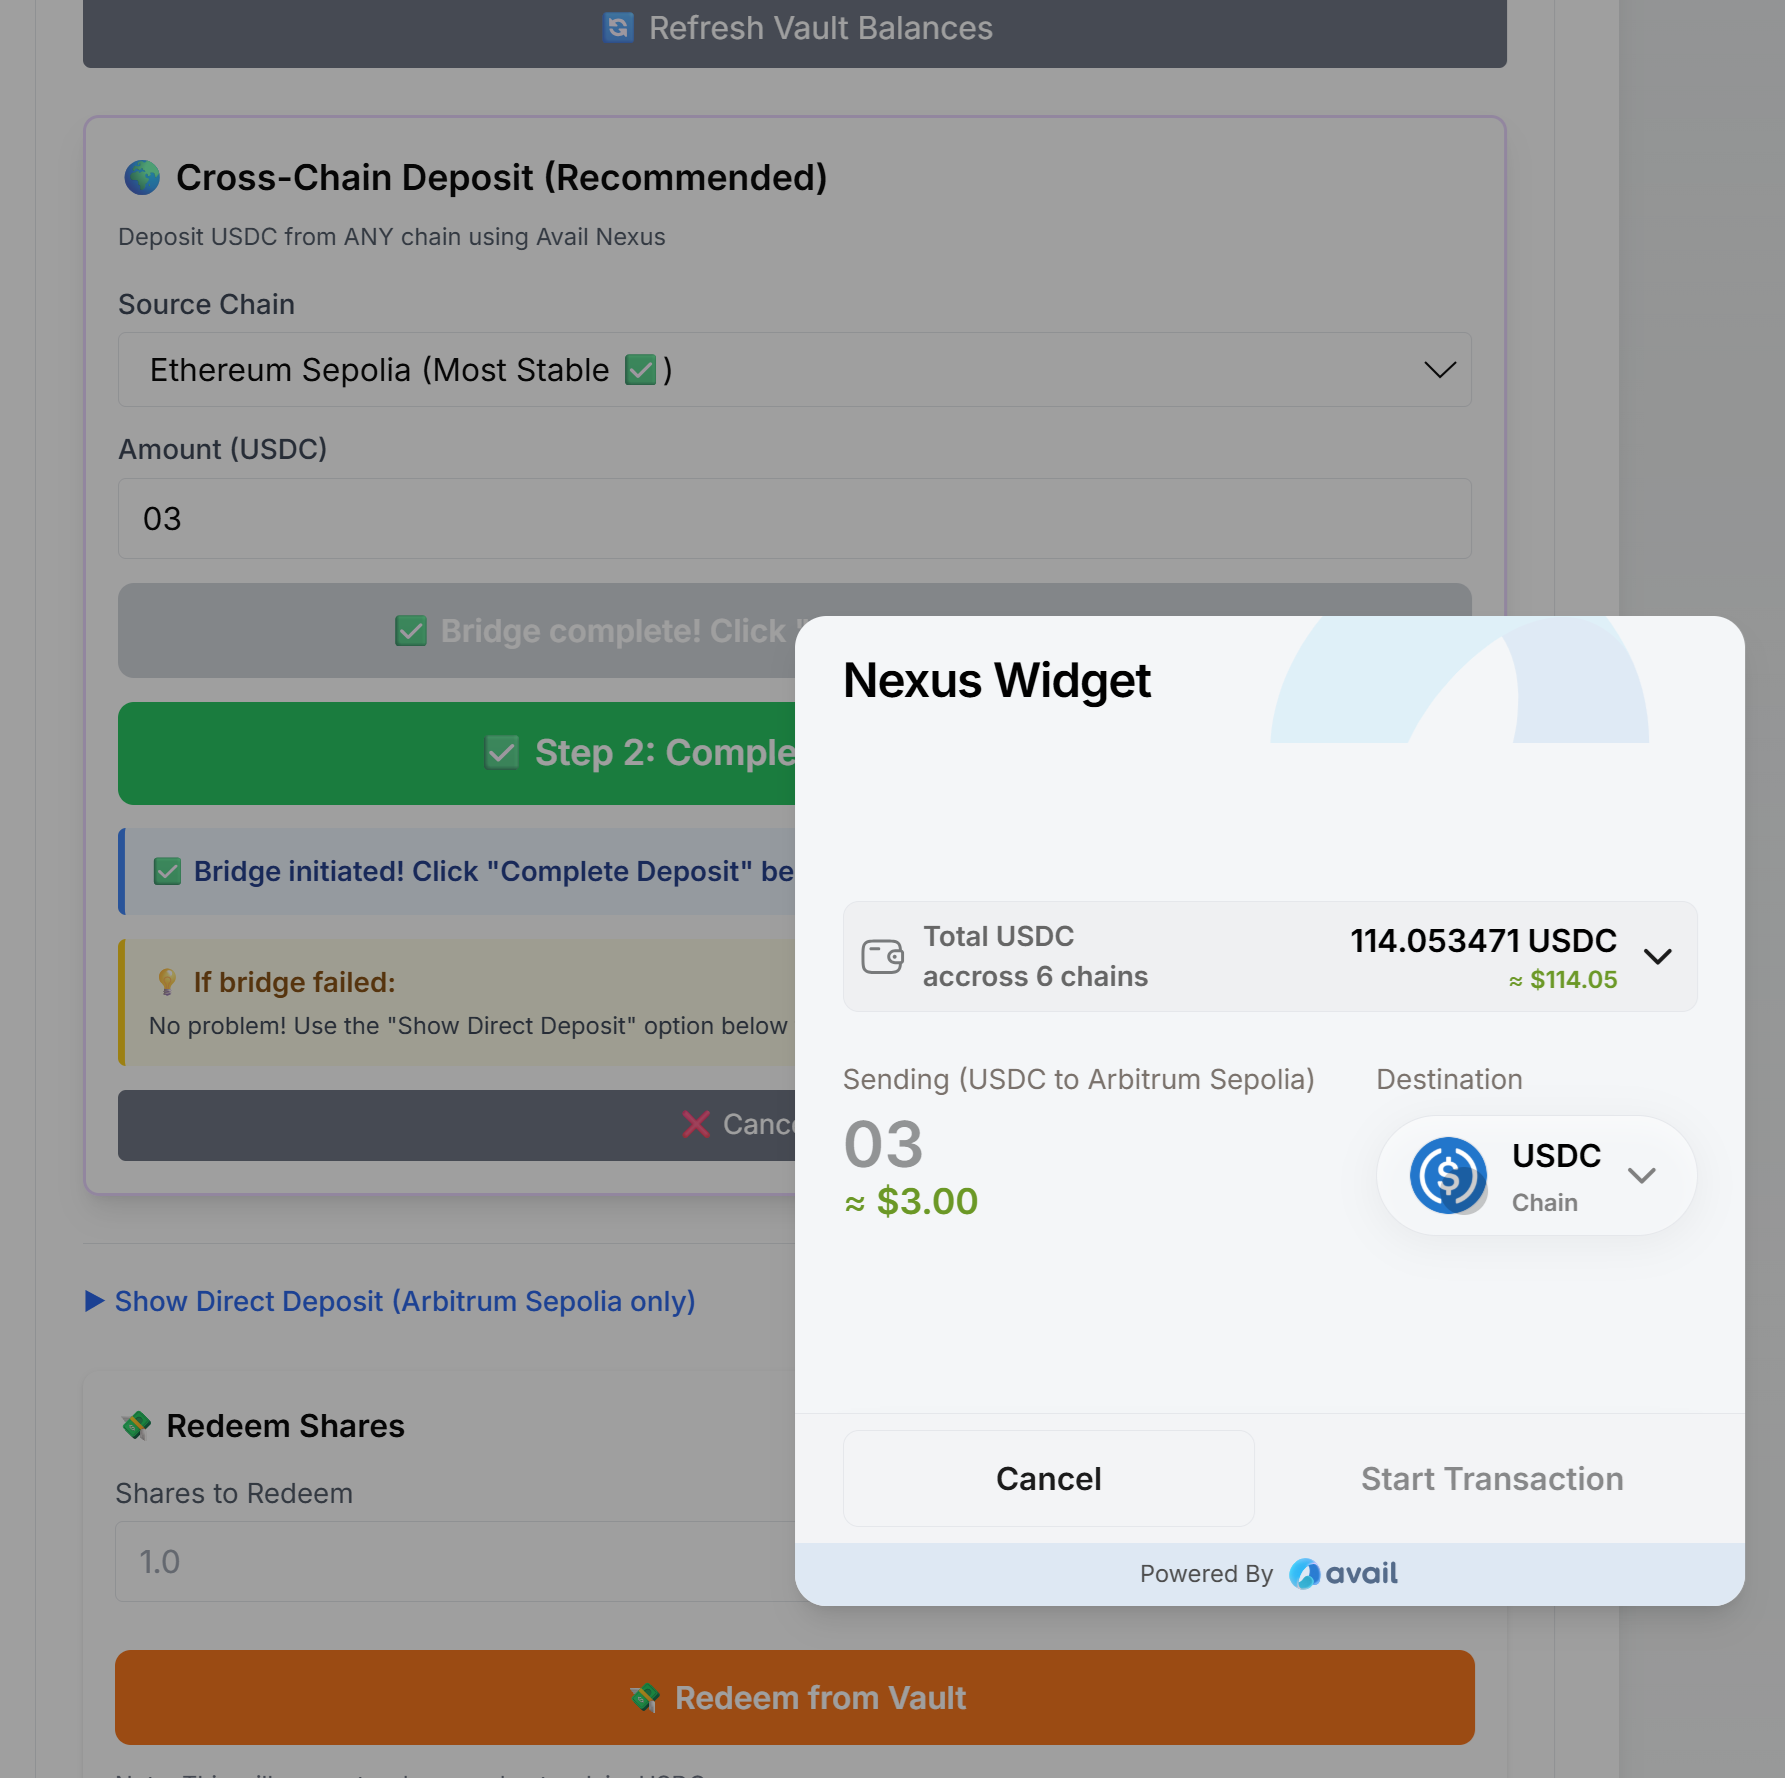 Refresh Vault Balances
Cross-Chain Deposit (Recommended)
Deposit USDC from ANY chain using Avail Nexus
Source Chain
Ethereum Sepolia (Most Stable ✅)
Amount (USDC)
03
✅ Bridge complete! Click "
✅ Step 2: Comple
✅ Bridge initiated! Click "Complete Deposit" be
💡 If bridge failed:
No problem! Use the "Show Direct Deposit" option below
❌ Canc
▶ Show Direct Deposit (Arbitrum Sepolia only)
Redeem Shares
Shares to Redeem
1.0
Redeem from Vault
Nexus Widget
Total USDC
accross 6 chains
114.053471 USDC
≈ $114.05
Sending (USDC to Arbitrum Sepolia)
03
≈ $3.00
Destination
USDC
Chain
Cancel
Start Transaction
Powered By avail